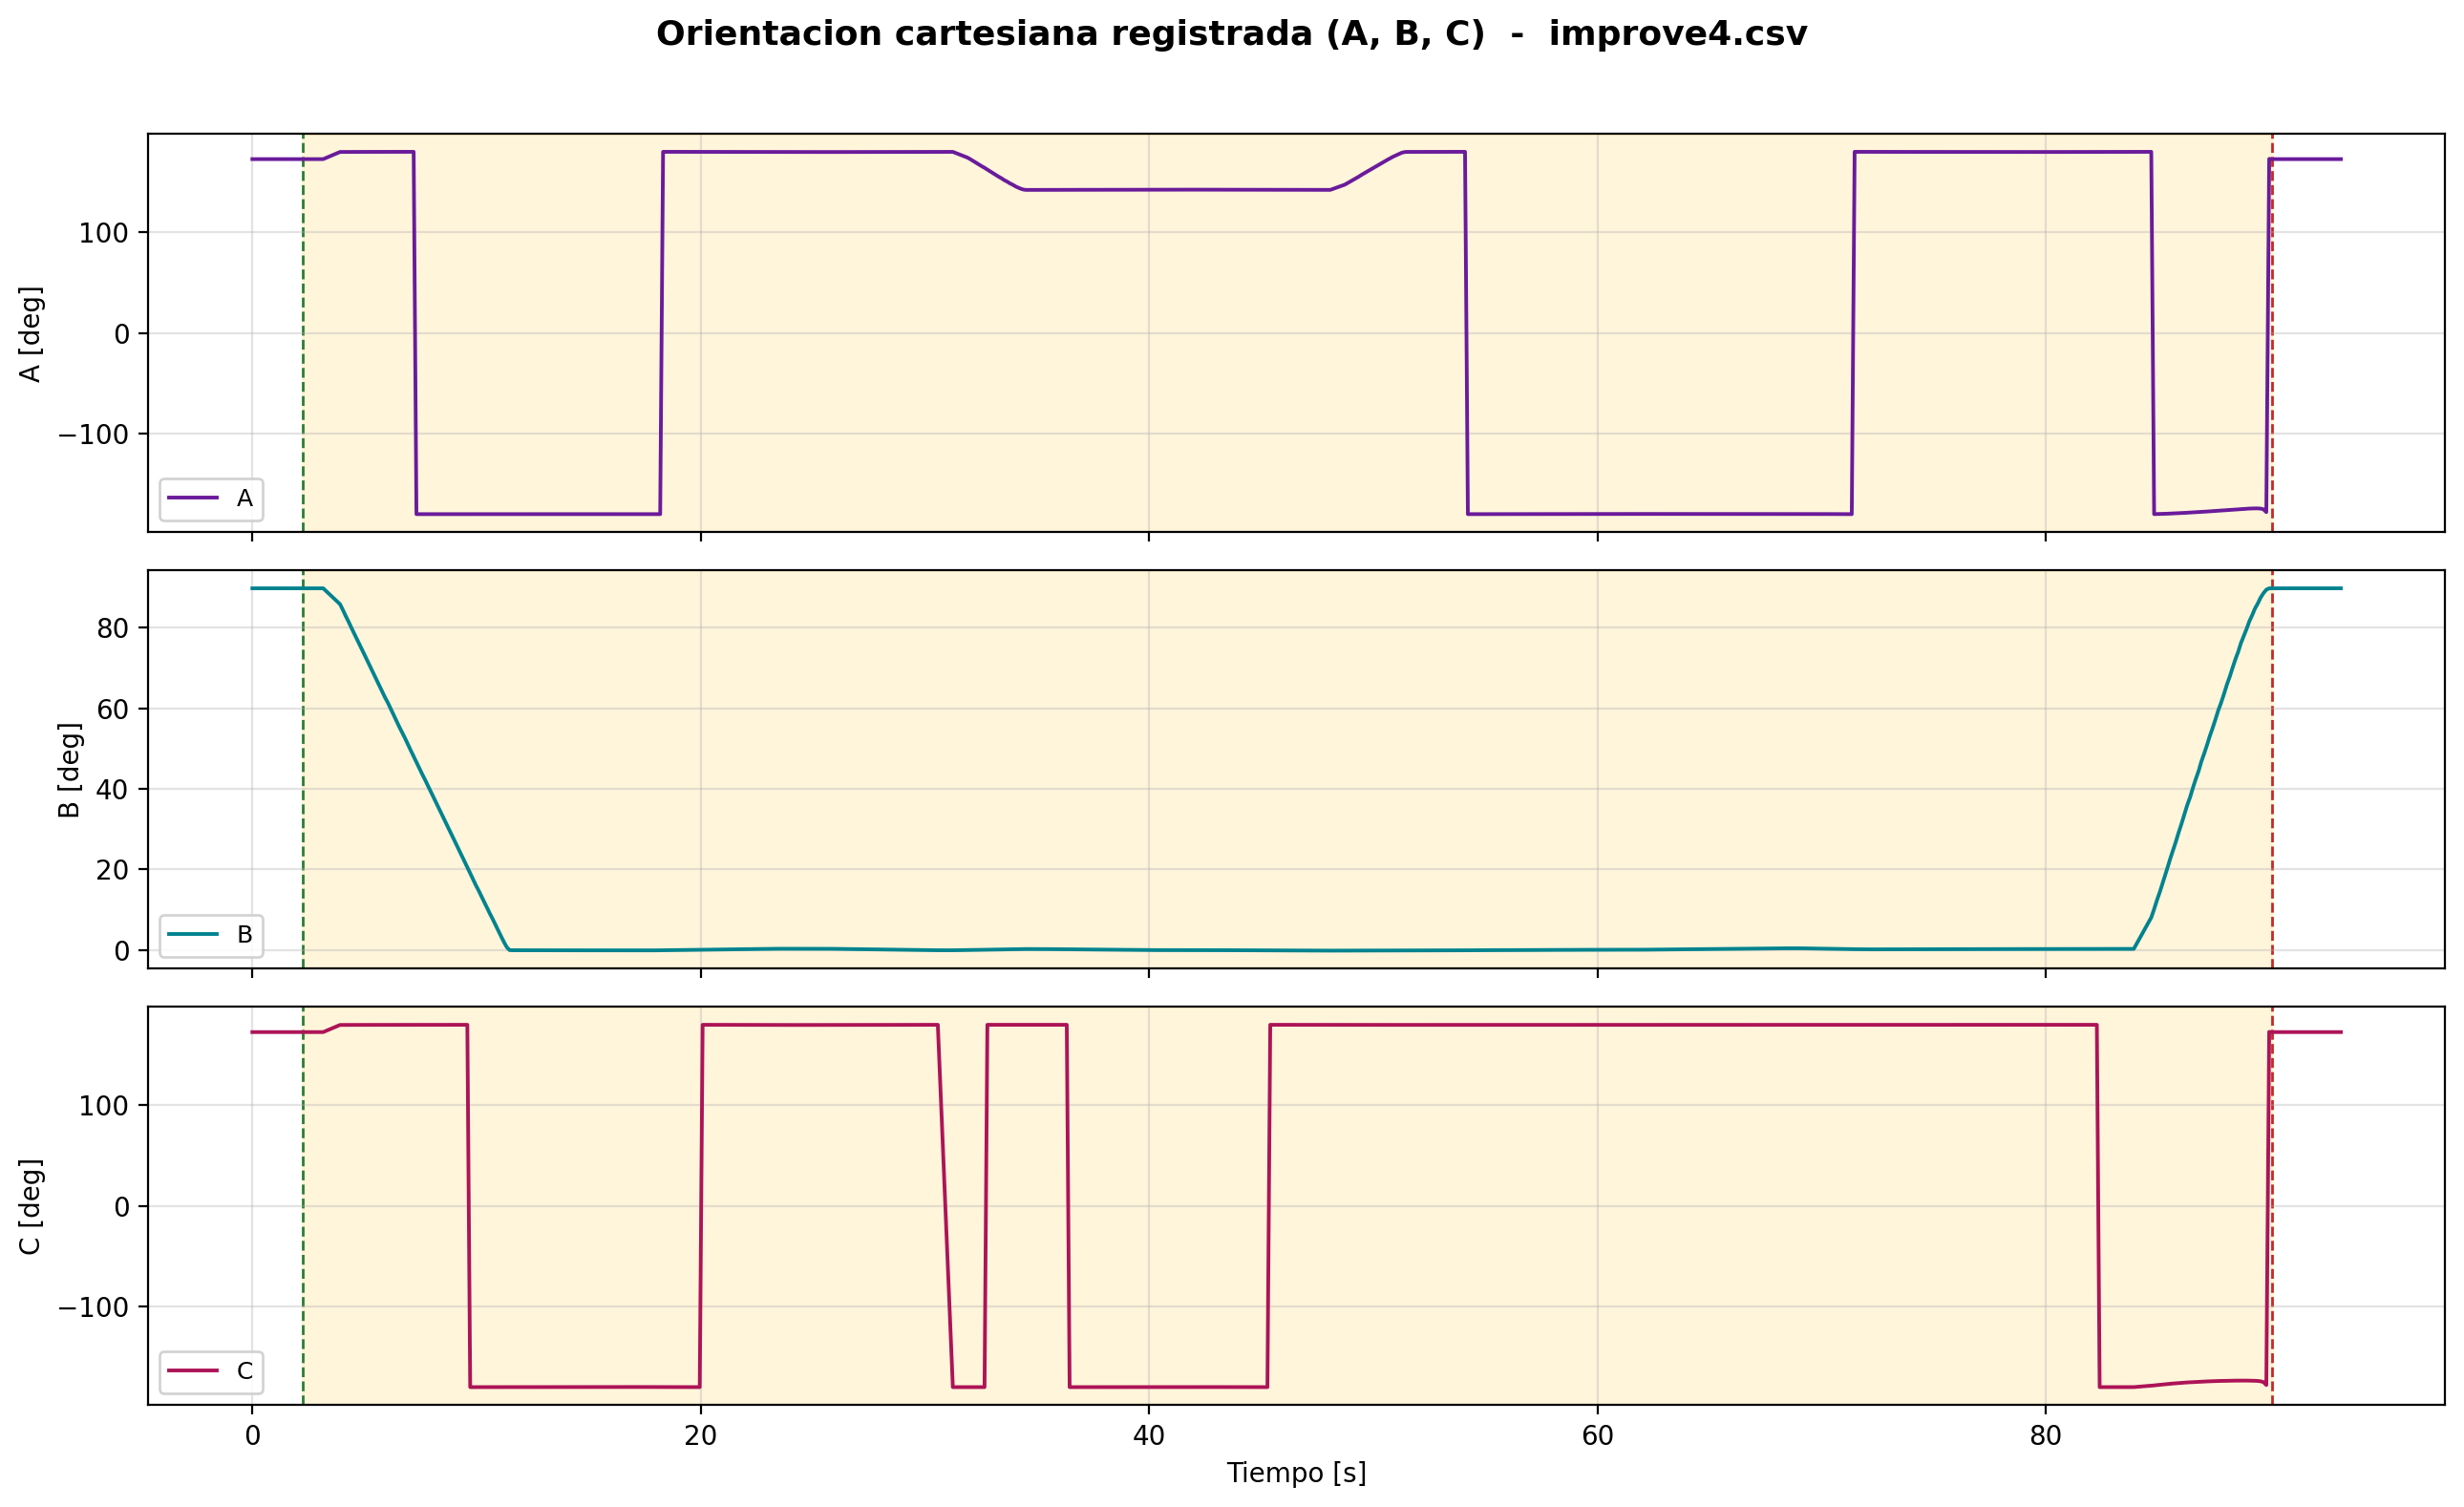 Orientacion cartesiana registrada (A, B, C)  -  improve4.csv
A [deg]
100
0
−100
A
B [deg]
80
60
40
20
0
B
C [deg]
100
0
−100
C
0
20
40
60
80
Tiempo [s]